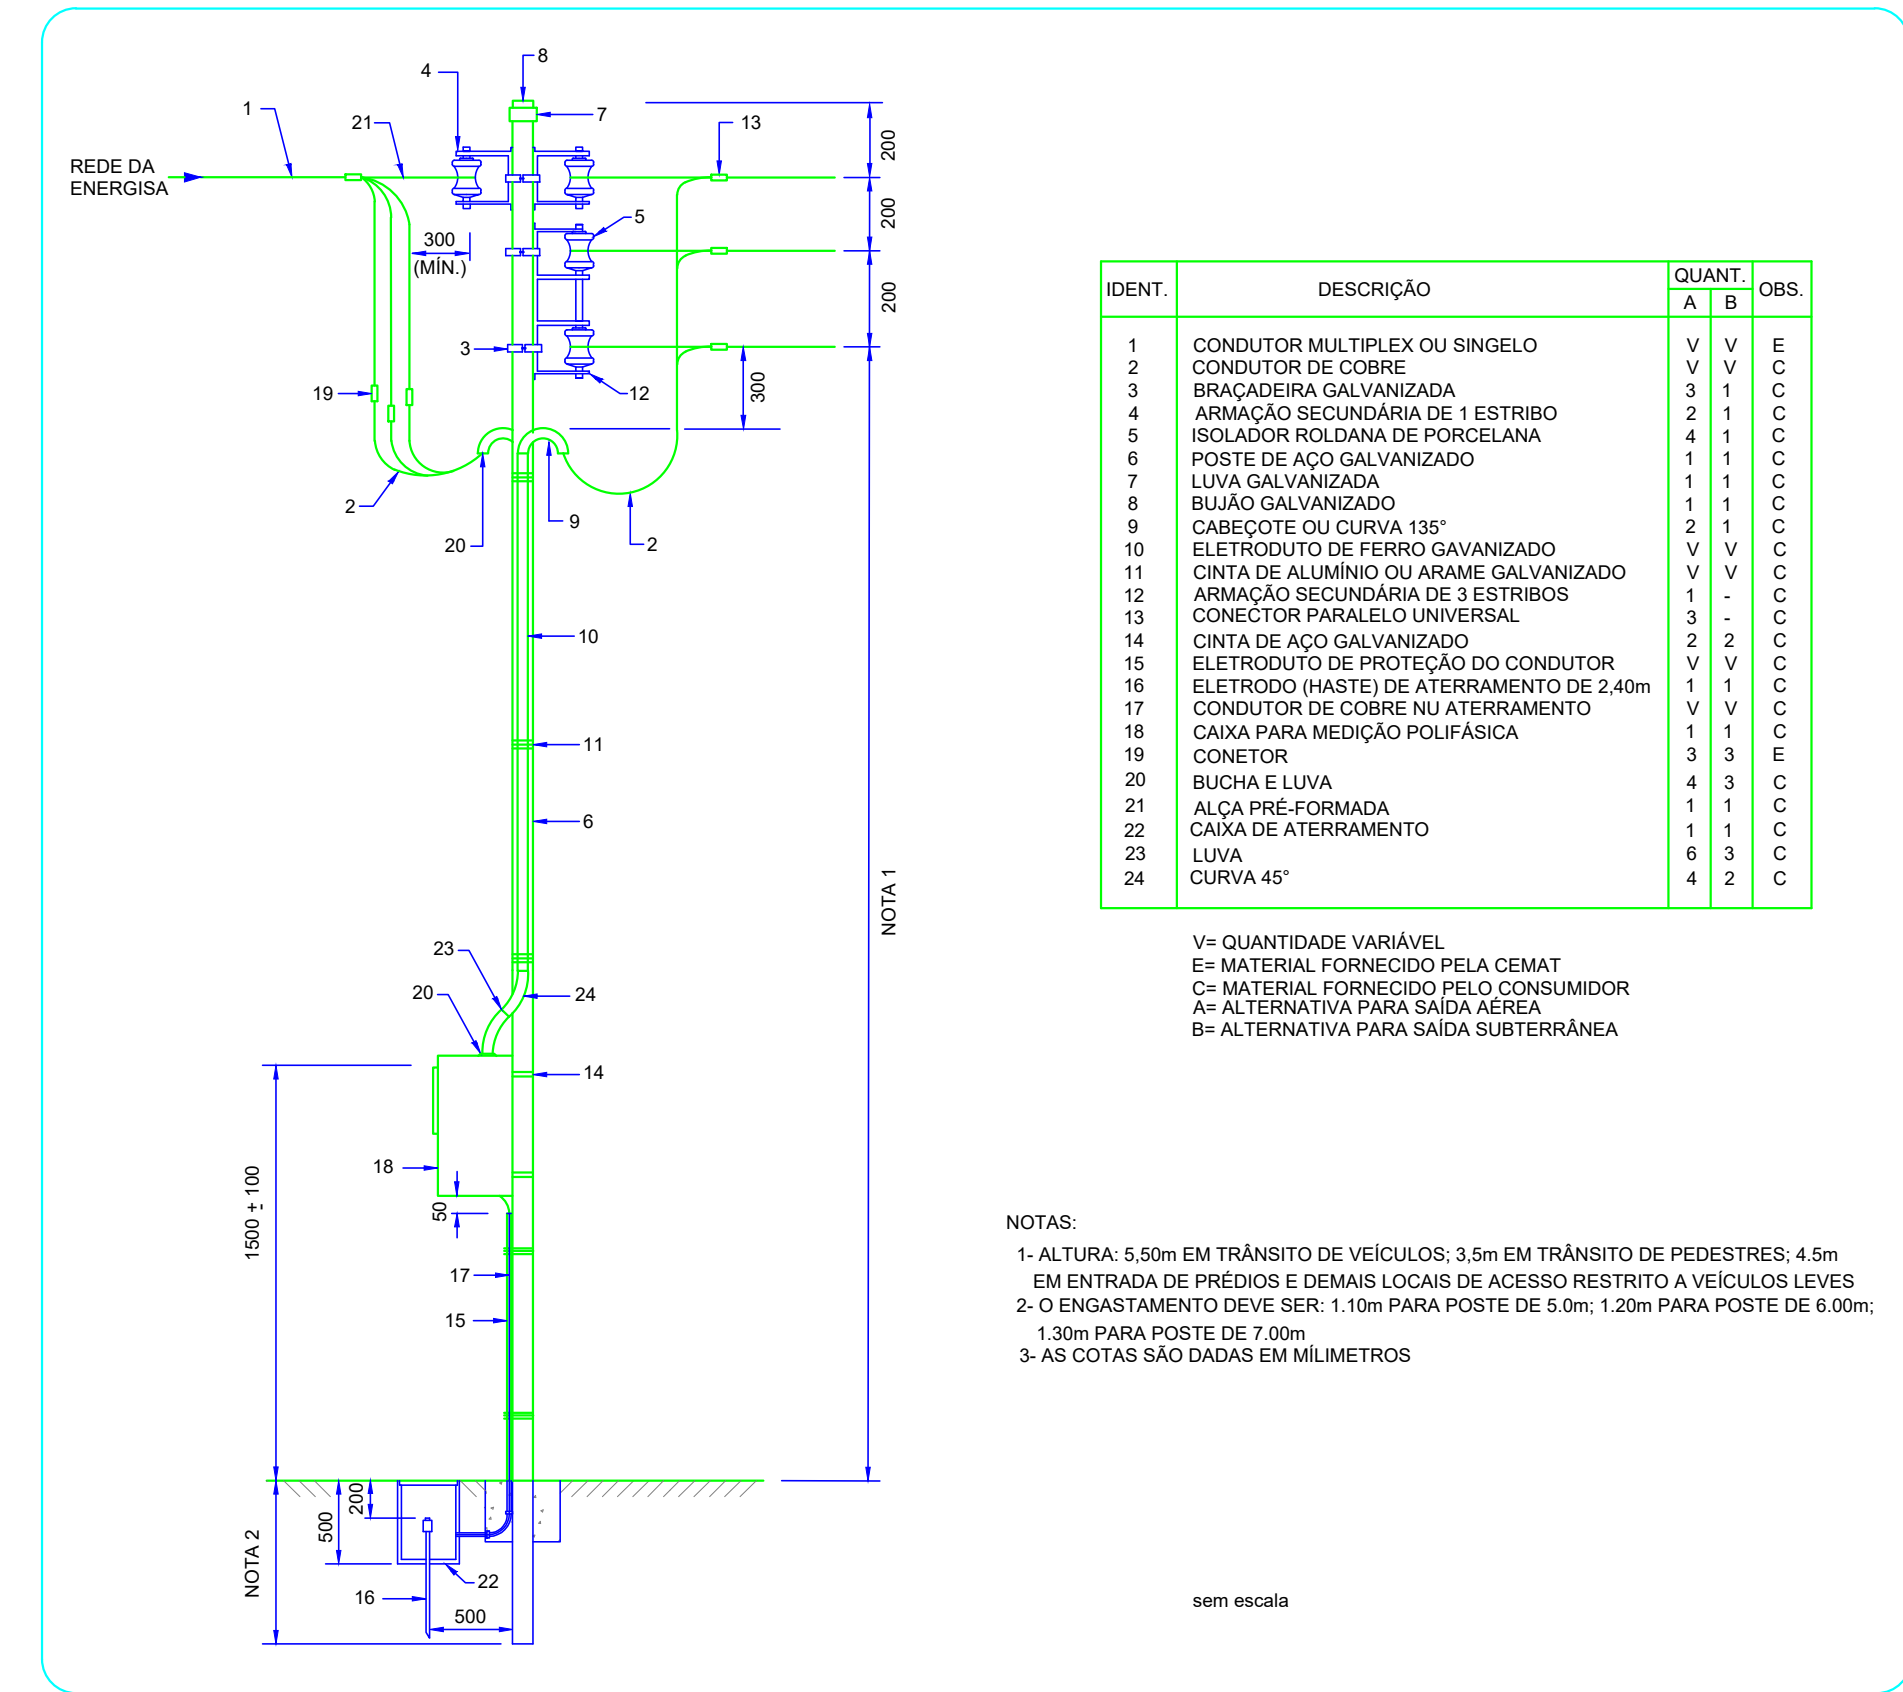 8
4
7
1
21
13
REDE DA
ENERGISA
200
200
200
5
300
(MÍN.)
3
19
12
300
2
20
9
2
10
11
6
NOTA 1
23
20
24
14
1500 ± 100
18
50
17
15
200
500
NOTA 2
22
16
500
IDENT. DESCRIÇÃO QUANT. OBS.
A B
1 CONDUTOR MULTIPLEX OU SINGELO V V E
2 CONDUTOR DE COBRE V V C
3 BRAÇADEIRA GALVANIZADA 3 1 C
4 ARMAÇÃO SECUNDÁRIA DE 1 ESTRIBO 2 1 C
5 ISOLADOR ROLDANA DE PORCELANA 4 1 C
6 POSTE DE AÇO GALVANIZADO 1 1 C
7 LUVA GALVANIZADA 1 1 C
8 BUJÃO GALVANIZADO 1 1 C
9 CABEÇOTE OU CURVA 135° 2 1 C
10 ELETRODUTO DE FERRO GAVANIZADO V V C
11 CINTA DE ALUMÍNIO OU ARAME GALVANIZADO V V C
12 ARMAÇÃO SECUNDÁRIA DE 3 ESTRIBOS 1 - C
13 CONECTOR PARALELO UNIVERSAL 3 - C
14 CINTA DE AÇO GALVANIZADO 2 2 C
15 ELETRODUTO DE PROTEÇÃO DO CONDUTOR V V C
16 ELETRODO (HASTE) DE ATERRAMENTO DE 2,40m 1 1 C
17 CONDUTOR DE COBRE NU ATERRAMENTO V V C
18 CAIXA PARA MEDIÇÃO POLIFÁSICA 1 1 C
19 CONETOR 3 3 E
20 BUCHA E LUVA 4 3 C
21 ALÇA PRÉ-FORMADA 1 1 C
22 CAIXA DE ATERRAMENTO 1 1 C
23 LUVA 6 3 C
24 CURVA 45° 4 2 C
V= QUANTIDADE VARIÁVEL
E= MATERIAL FORNECIDO PELA CEMAT
C= MATERIAL FORNECIDO PELO CONSUMIDOR
A= ALTERNATIVA PARA SAÍDA AÉREA
B= ALTERNATIVA PARA SAÍDA SUBTERRÂNEA
NOTAS:
1- ALTURA: 5,50m EM TRÂNSITO DE VEÍCULOS; 3,5m EM TRÂNSITO DE PEDESTRES; 4.5m
EM ENTRADA DE PRÉDIOS E DEMAIS LOCAIS DE ACESSO RESTRITO A VEÍCULOS LEVES
2- O ENGASTAMENTO DEVE SER: 1.10m PARA POSTE DE 5.0m; 1.20m PARA POSTE DE 6.00m;
1.30m PARA POSTE DE 7.00m
3- AS COTAS SÃO DADAS EM MÍLIMETROS
sem escala